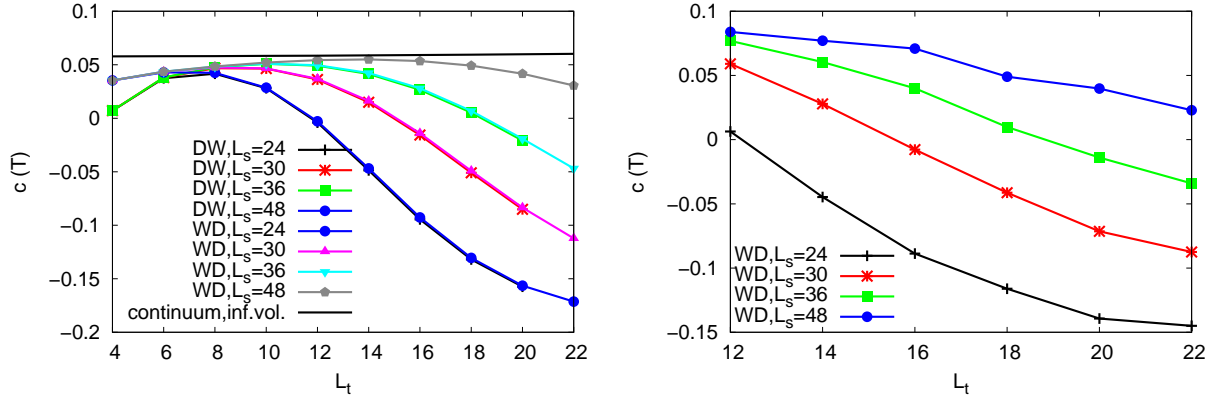 0.1
0.05
0
−0.05
−0.1
−0.15
−0.2
c (T)
4 6 8 10 12 14 16 18 20 22
L_t
DW,L_s=24
DW,L_s=30
DW,L_s=36
DW,L_s=48
WD,L_s=24
WD,L_s=30
WD,L_s=36
WD,L_s=48
continuum,inf.vol.
0.1
0.05
0
−0.05
−0.1
−0.15
c (T)
12 14 16 18 20 22
L_t
WD,L_s=24
WD,L_s=30
WD,L_s=36
WD,L_s=48